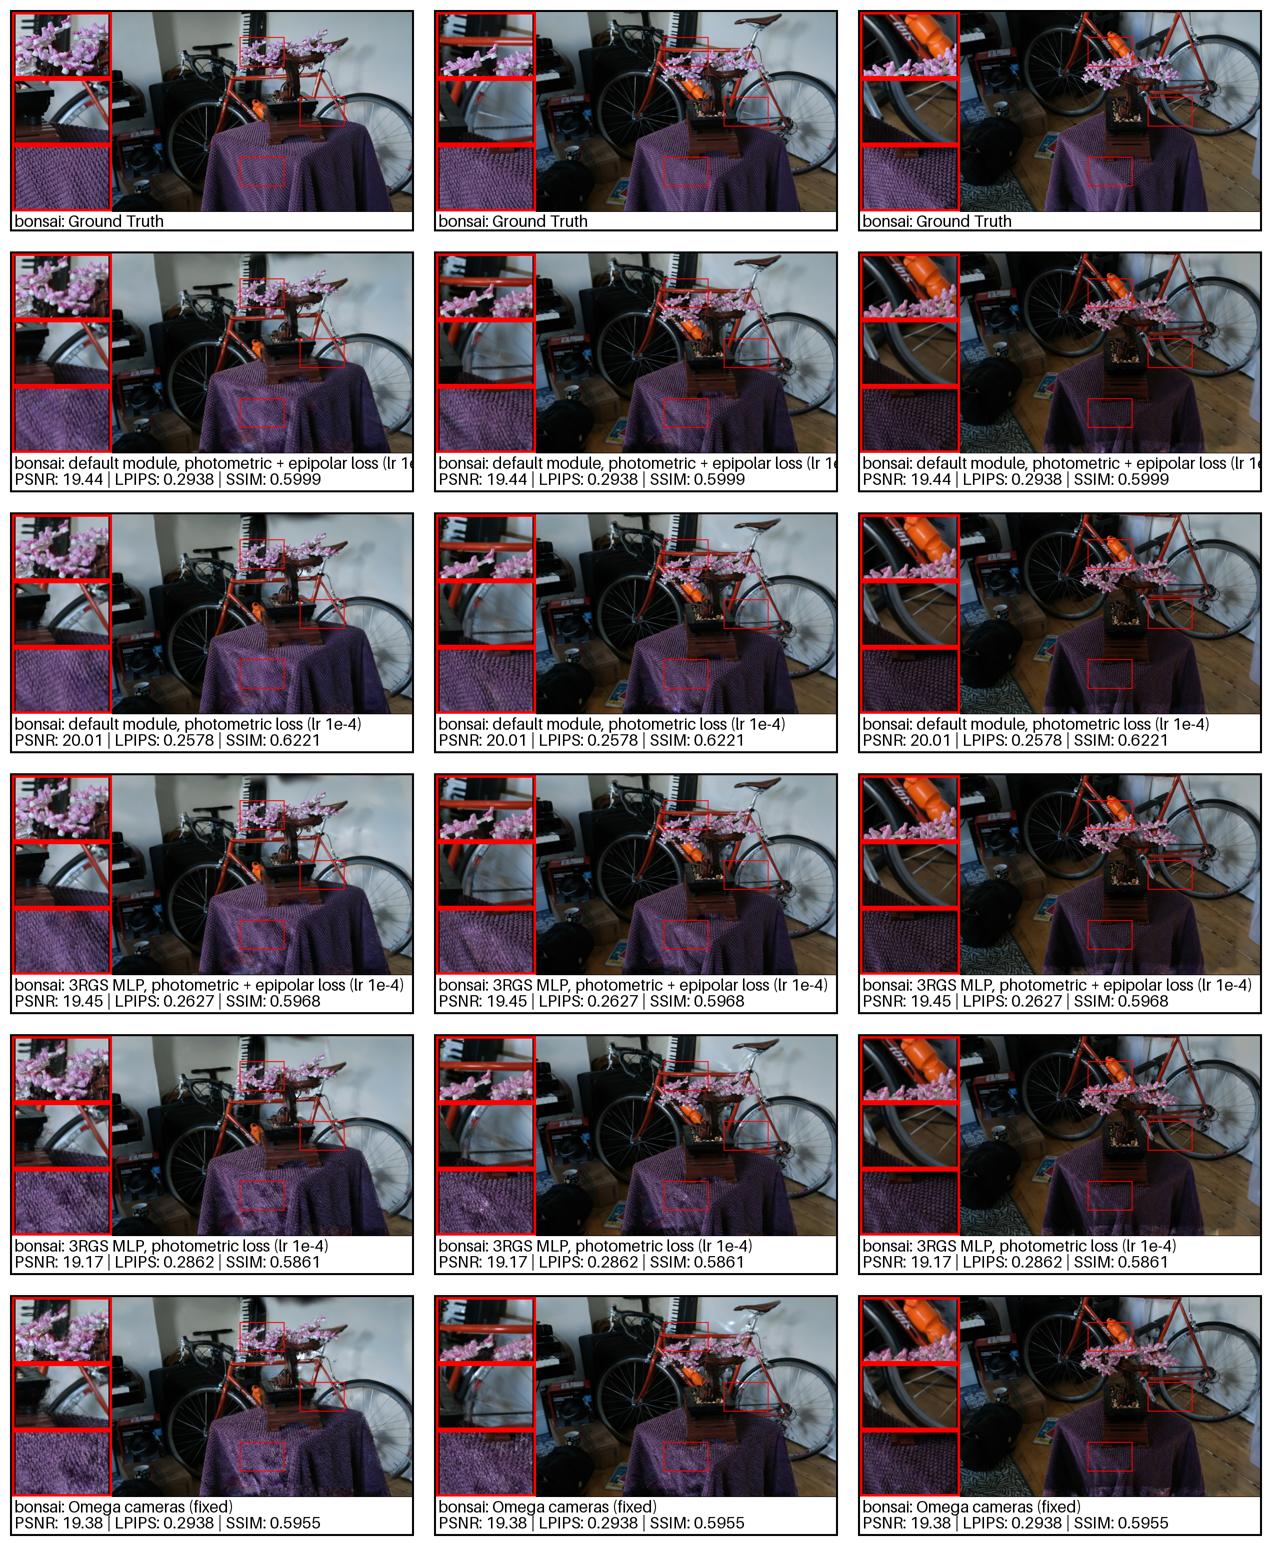 bonsai: Ground Truth
bonsai: Ground Truth
bonsai: Ground Truth
bonsai: default module, photometric + epipolar loss (lr 1e
PSNR: 19.44 | LPIPS: 0.2938 | SSIM: 0.5999
bonsai: default module, photometric + epipolar loss (lr 1e
PSNR: 19.44 | LPIPS: 0.2938 | SSIM: 0.5999
bonsai: default module, photometric + epipolar loss (lr 1e
PSNR: 19.44 | LPIPS: 0.2938 | SSIM: 0.5999
bonsai: default module, photometric loss (lr 1e-4)
PSNR: 20.01 | LPIPS: 0.2578 | SSIM: 0.6221
bonsai: default module, photometric loss (lr 1e-4)
PSNR: 20.01 | LPIPS: 0.2578 | SSIM: 0.6221
bonsai: default module, photometric loss (lr 1e-4)
PSNR: 20.01 | LPIPS: 0.2578 | SSIM: 0.6221
bonsai: 3RGS MLP, photometric + epipolar loss (lr 1e-4)
PSNR: 19.45 | LPIPS: 0.2627 | SSIM: 0.5968
bonsai: 3RGS MLP, photometric + epipolar loss (lr 1e-4)
PSNR: 19.45 | LPIPS: 0.2627 | SSIM: 0.5968
bonsai: 3RGS MLP, photometric + epipolar loss (lr 1e-4)
PSNR: 19.45 | LPIPS: 0.2627 | SSIM: 0.5968
bonsai: 3RGS MLP, photometric loss (lr 1e-4)
PSNR: 19.17 | LPIPS: 0.2862 | SSIM: 0.5861
bonsai: 3RGS MLP, photometric loss (lr 1e-4)
PSNR: 19.17 | LPIPS: 0.2862 | SSIM: 0.5861
bonsai: 3RGS MLP, photometric loss (lr 1e-4)
PSNR: 19.17 | LPIPS: 0.2862 | SSIM: 0.5861
bonsai: Omega cameras (fixed)
PSNR: 19.38 | LPIPS: 0.2938 | SSIM: 0.5955
bonsai: Omega cameras (fixed)
PSNR: 19.38 | LPIPS: 0.2938 | SSIM: 0.5955
bonsai: Omega cameras (fixed)
PSNR: 19.38 | LPIPS: 0.2938 | SSIM: 0.5955